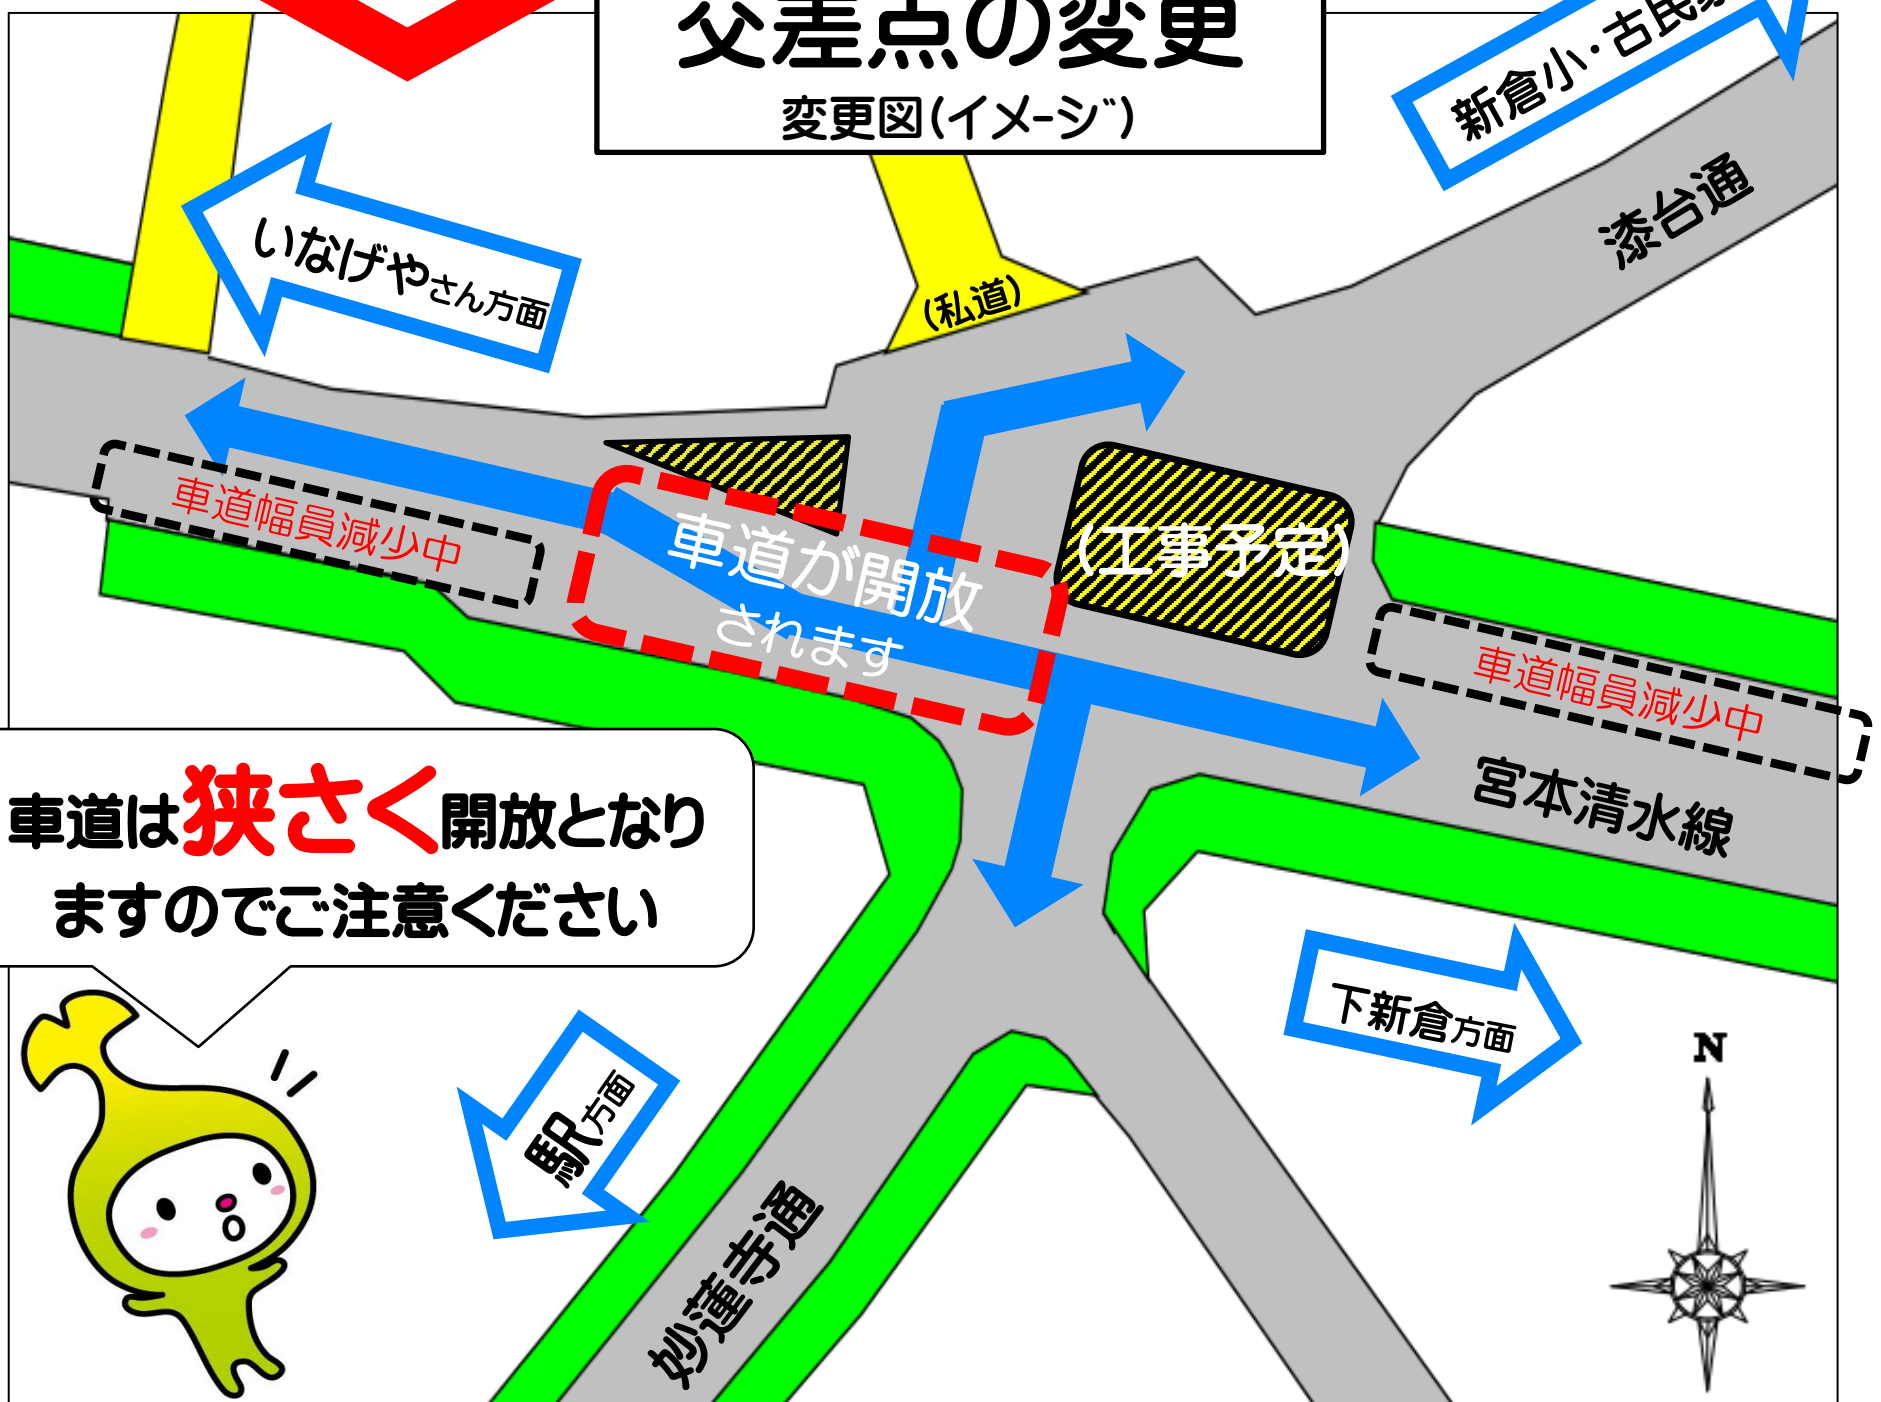 交差点の変更
変更図(イメージ)
新倉小・古民家
漆台通
いなげやさん方面
(私道)
車道幅員減少中
車道が開放
されます
(工事予定)
車道幅員減少中
宮本清水線
車道は狭さく開放となり
ますのでご注意ください
下新倉方面
N
駅方面
妙蓮寺通